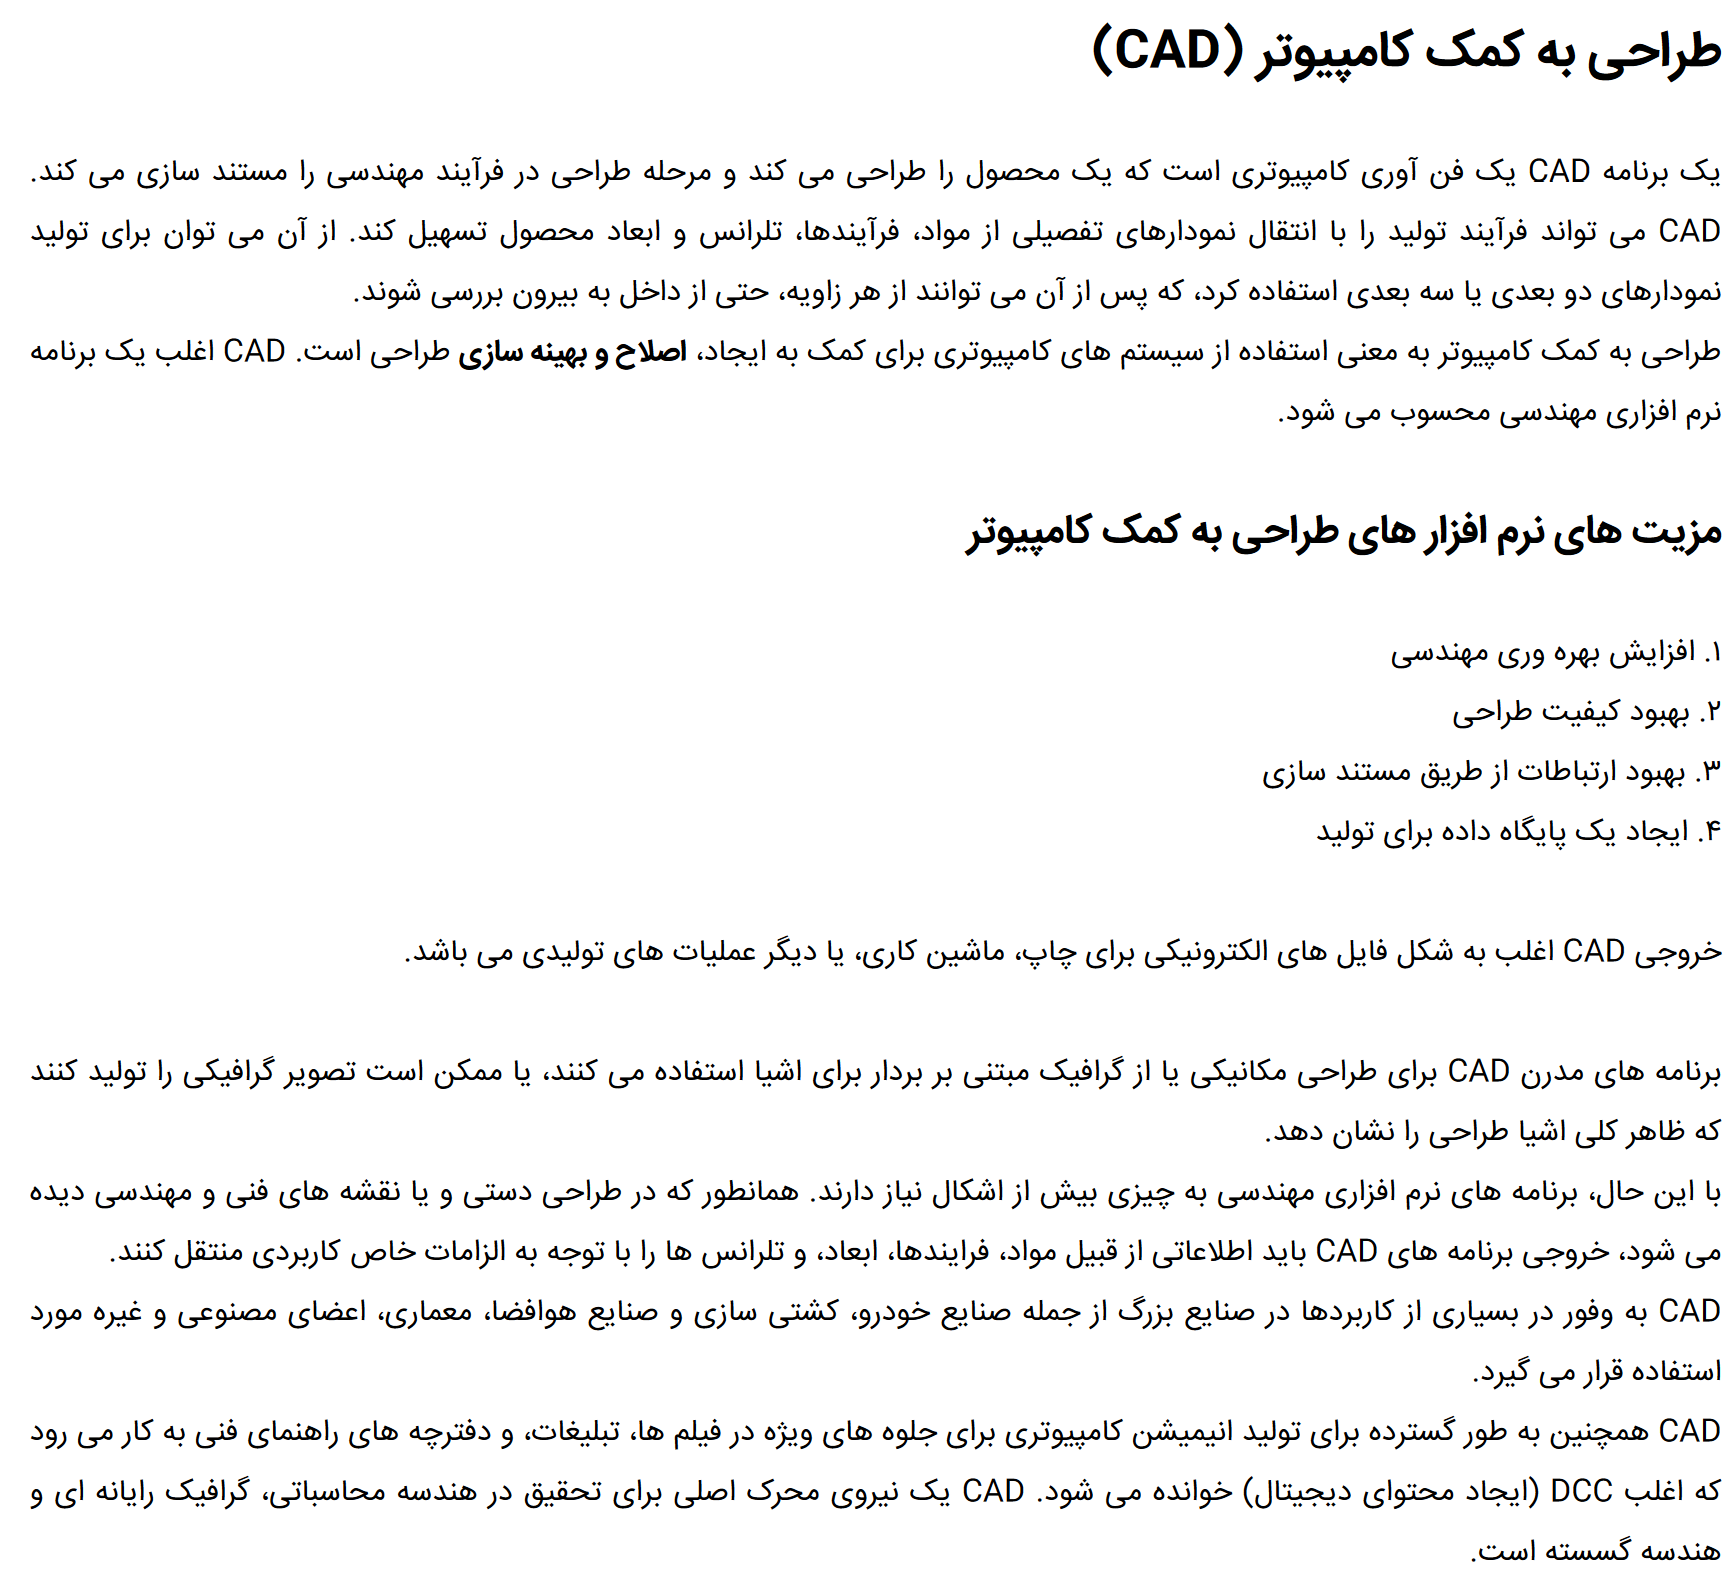 طراحی به کمک کامپیوتر (CAD)
یک برنامه CAD یک فن آوری کامپیوتری است که یک محصول را طراحی می کند و مرحله طراحی در فرآیند مهندسی را مستند سازی می کند.
CAD می تواند فرآیند تولید را با انتقال نمودارهای تفصیلی از مواد، فرآیندها، تلرانس و ابعاد محصول تسهیل کند. از آن می توان برای تولید
نمودارهای دو بعدی یا سه بعدی استفاده کرد، که پس از آن می توانند از هر زاویه، حتی از داخل به بیرون بررسی شوند.
طراحی به کمک کامپیوتر به معنی استفاده از سیستم های کامپیوتری برای کمک به ایجاد، اصلاح و بهینه سازی طراحی است. CAD اغلب یک برنامه
نرم افزاری مهندسی محسوب می شود.
مزیت های نرم افزار های طراحی به کمک کامپیوتر
۱. افزایش بهره وری مهندسی
۲. بهبود کیفیت طراحی
۳. بهبود ارتباطات از طریق مستند سازی
۴. ایجاد یک پایگاه داده برای تولید
خروجی CAD اغلب به شکل فایل های الکترونیکی برای چاپ، ماشین کاری، یا دیگر عملیات های تولیدی می باشد.
برنامه های مدرن CAD برای طراحی مکانیکی یا از گرافیک مبتنی بر بردار برای اشیا استفاده می کنند، یا ممکن است تصویر گرافیکی را تولید کنند
که ظاهر کلی اشیا طراحی را نشان دهد.
با این حال، برنامه های نرم افزاری مهندسی به چیزی بیش از اشکال نیاز دارند. همانطور که در طراحی دستی و یا نقشه های فنی و مهندسی دیده
می شود، خروجی برنامه های CAD باید اطلاعاتی از قبیل مواد، فرایندها، ابعاد، و تلرانس ها را با توجه به الزامات خاص کاربردی منتقل کنند.
CAD به وفور در بسیاری از کاربردها در صنایع بزرگ از جمله صنایع خودرو، کشتی سازی و صنایع هوافضا، معماری، اعضای مصنوعی و غیره مورد
استفاده قرار می گیرد.
CAD همچنین به طور گسترده برای تولید انیمیشن کامپیوتری برای جلوه های ویژه در فیلم ها، تبلیغات، و دفترچه های راهنمای فنی به کار می رود
که اغلب DCC (ایجاد محتوای دیجیتال) خوانده می شود. CAD یک نیروی محرک اصلی برای تحقیق در هندسه محاسباتی، گرافیک رایانه ای و
هندسه گسسته است.